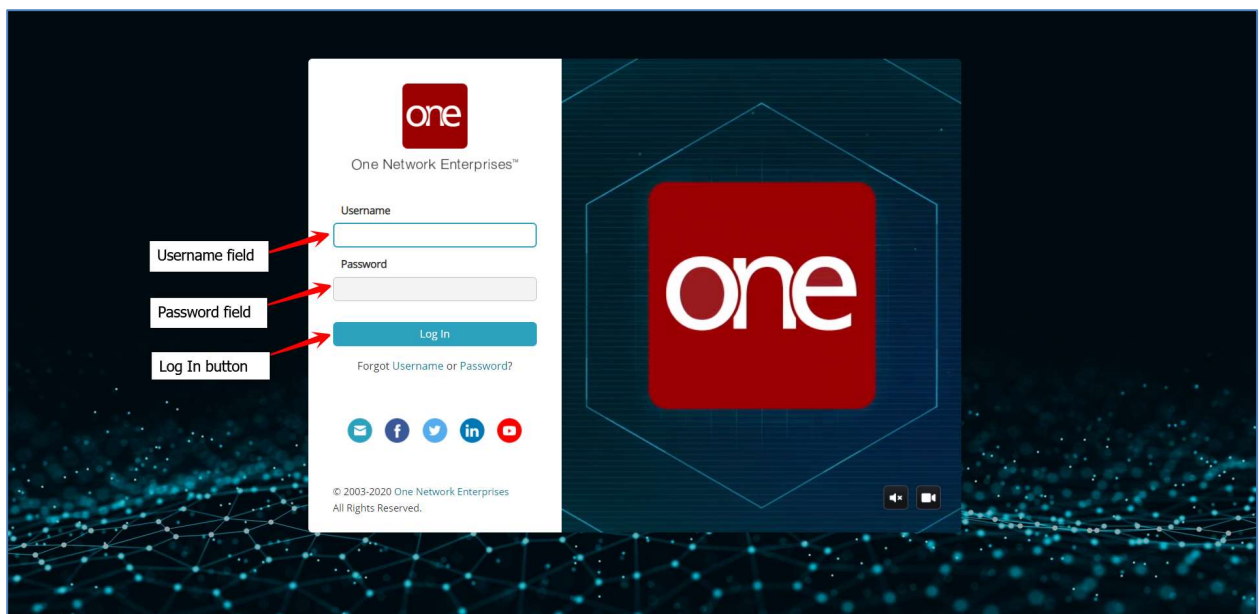 one
One Network Enterprises™
Username
Username field
Password
Password field
Log In
Log In button
Forgot Username or Password?
© 2003-2020 One Network Enterprises
All Rights Reserved.
one